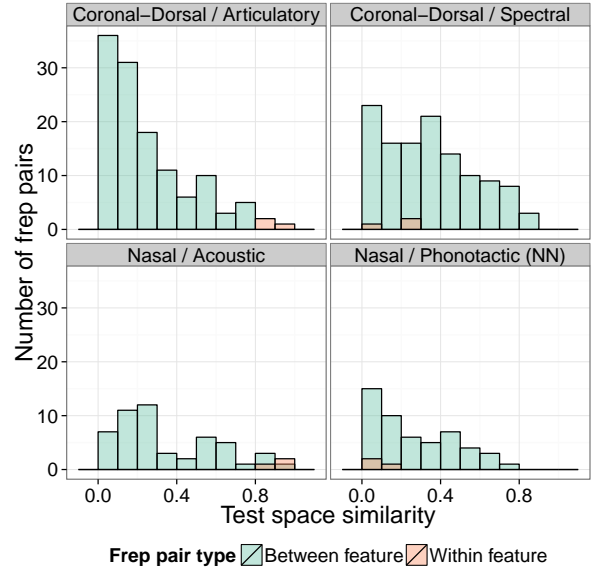 Coronal−Dorsal / Articulatory
Coronal−Dorsal / Spectral
30
20
10
0
Nasal / Acoustic
Nasal / Phonotactic (NN)
30
20
10
0
Number of frep pairs
0.0 0.4 0.8 0.0 0.4 0.8
Test space similarity
Frep pair type Between feature Within feature